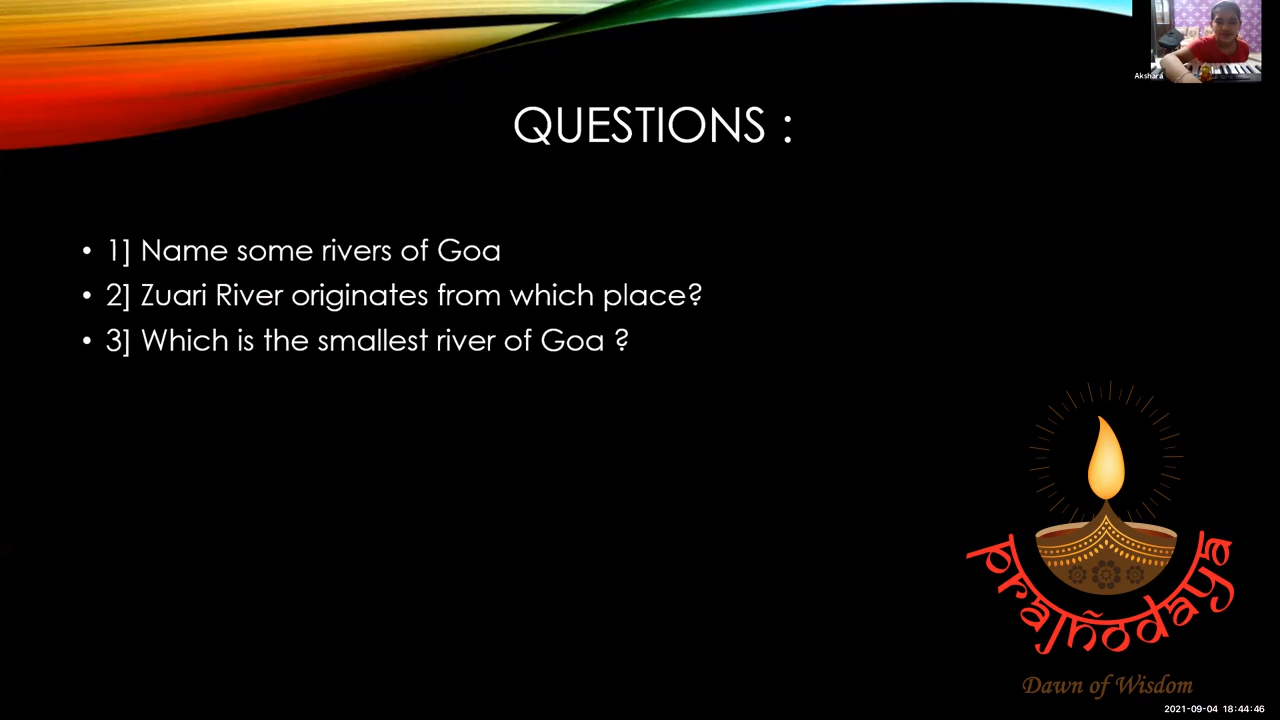 Akshara
QUESTIONS :
• 1] Name some rivers of Goa
• 2] Zuari River originates from which place?
• 3] Which is the smallest river of Goa ?
prajñodaya
Dawn of Wisdom
2021-09-04 18:44:46